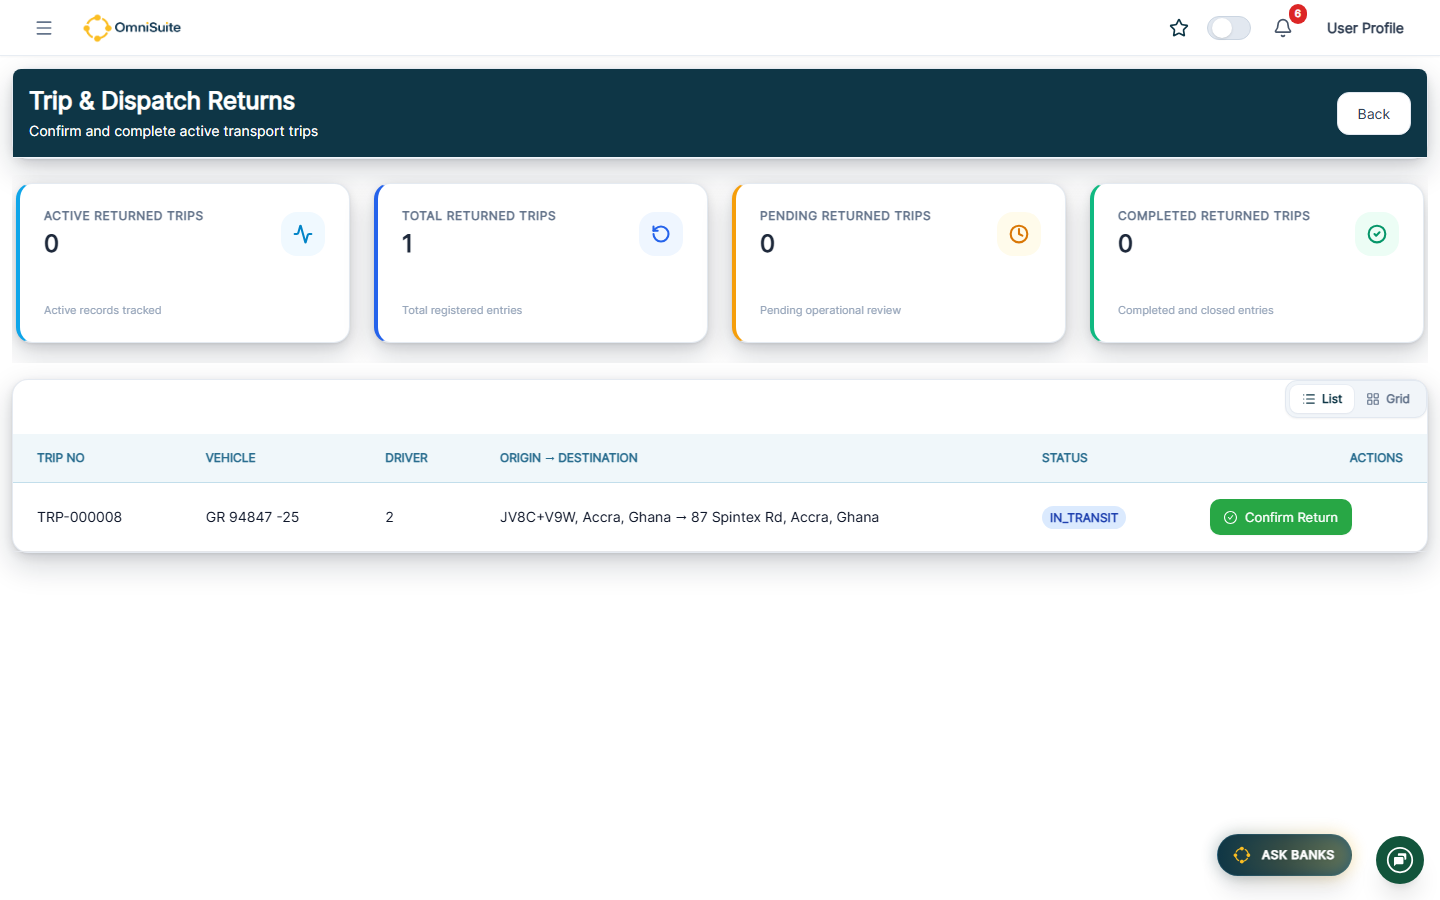 OmniSuite
6
User Profile
Trip & Dispatch Returns
Confirm and complete active transport trips
Back
ACTIVE RETURNED TRIPS
0
Active records tracked
TOTAL RETURNED TRIPS
1
Total registered entries
PENDING RETURNED TRIPS
0
Pending operational review
COMPLETED RETURNED TRIPS
0
Completed and closed entries
List
Grid
TRIP NO VEHICLE DRIVER ORIGIN → DESTINATION STATUS ACTIONS
TRP-000008 GR 94847 -25 2 JV8C+V9W, Accra, Ghana → 87 Spintex Rd, Accra, Ghana IN_TRANSIT Confirm Return
ASK BANKS